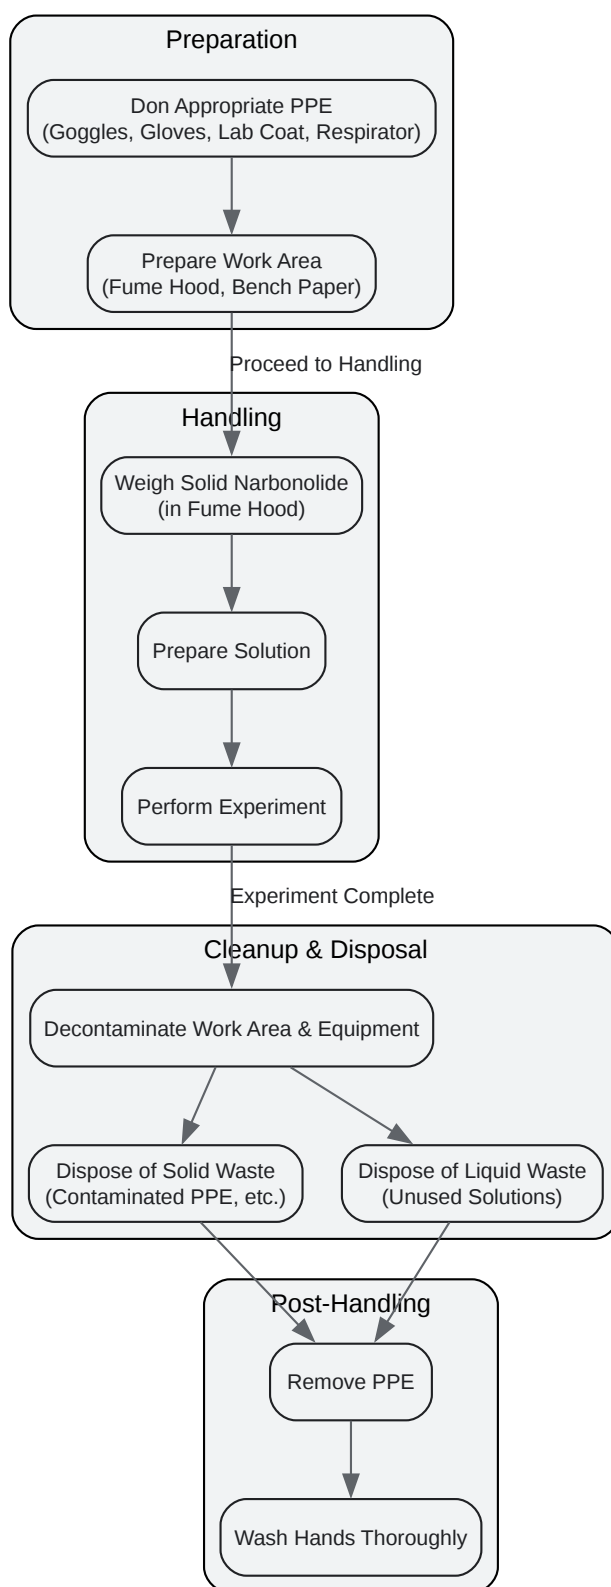 Preparation
Don Appropriate PPE
(Goggles, Gloves, Lab Coat, Respirator)
Prepare Work Area
(Fume Hood, Bench Paper)
Proceed to Handling
Handling
Weigh Solid Narbonolide
(in Fume Hood)
Prepare Solution
Perform Experiment
Experiment Complete
Cleanup & Disposal
Decontaminate Work Area & Equipment
Dispose of Solid Waste
(Contaminated PPE, etc.)
Dispose of Liquid Waste
(Unused Solutions)
Post-Handling
Remove PPE
Wash Hands Thoroughly